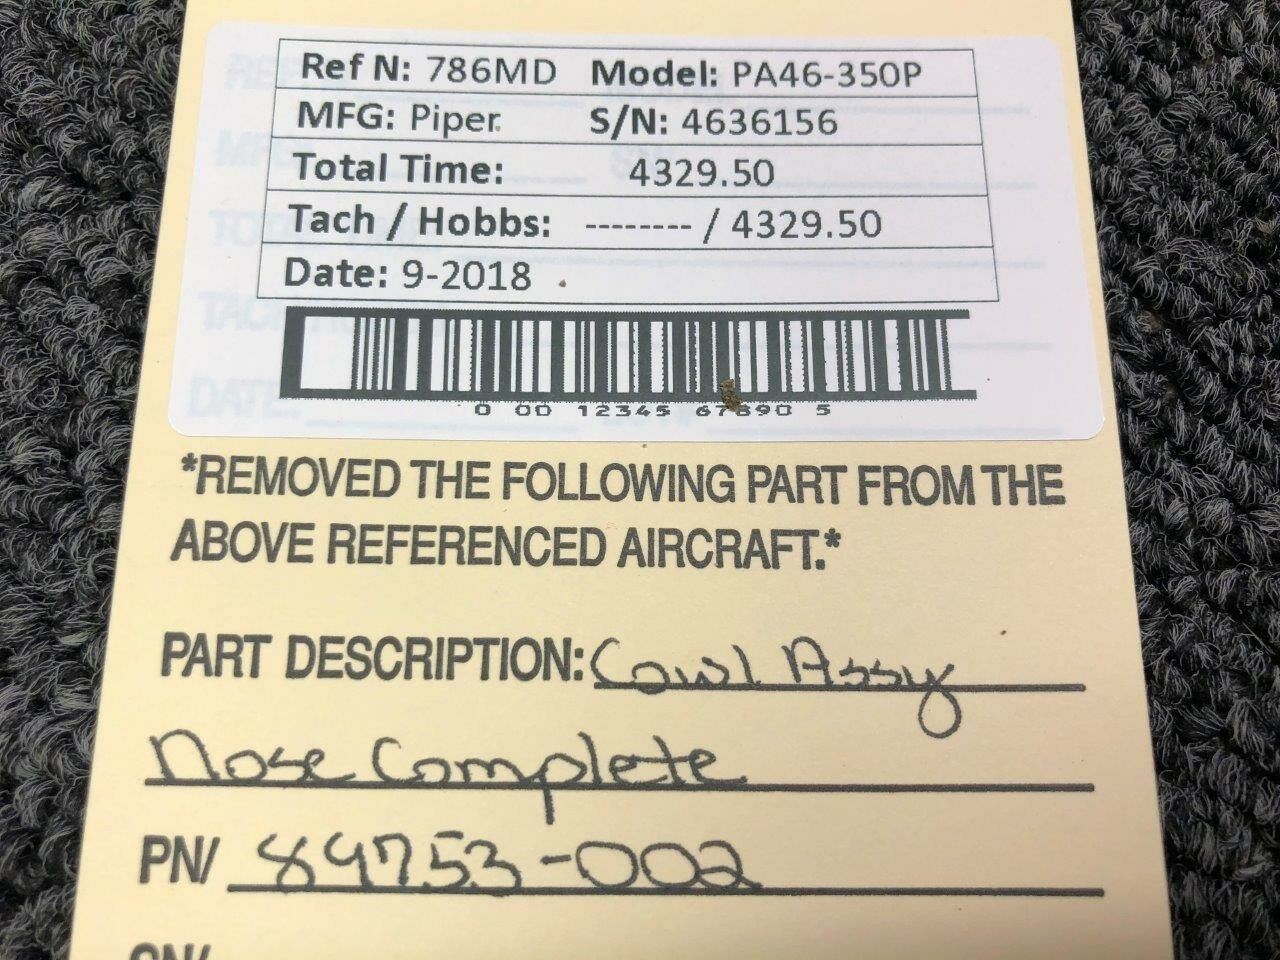 Ref N: 786MD Model: PA46-350P
MFG: Piper S/N: 4636156
Total Time: 4329.50
Tach / Hobbs: -------- / 4329.50
Date: 9-2018
0 00 12345 67890 5
*REMOVED THE FOLLOWING PART FROM THE
ABOVE REFERENCED AIRCRAFT.*
PART DESCRIPTION: Cowl Assy
Nose Complete
PN/ 84753-002